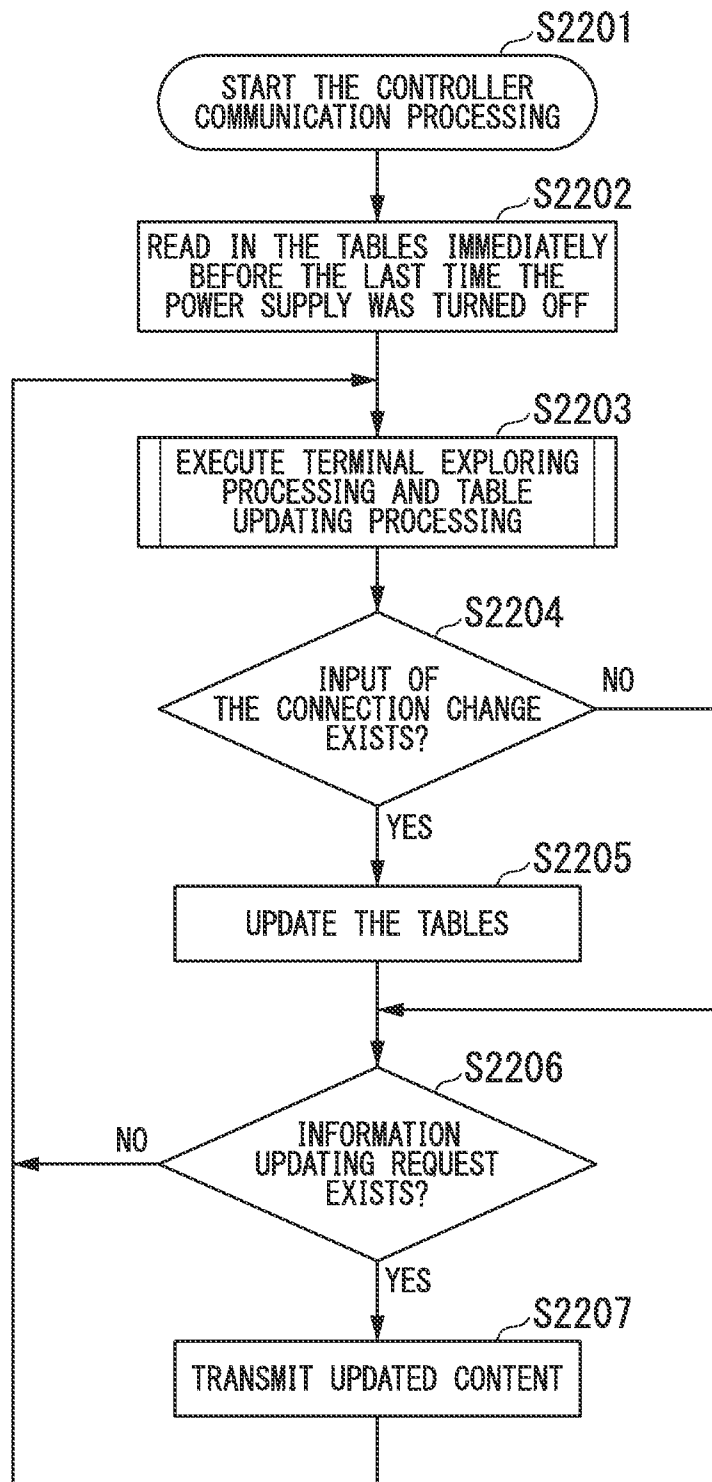 S2201
START THE CONTROLLER
COMMUNICATION PROCESSING
S2202
READ IN THE TABLES IMMEDIATELY
BEFORE THE LAST TIME THE
POWER SUPPLY WAS TURNED OFF
S2203
EXECUTE TERMINAL EXPLORING
PROCESSING AND TABLE
UPDATING PROCESSING
S2204
INPUT OF
THE CONNECTION CHANGE
EXISTS?
NO
YES
S2205
UPDATE THE TABLES
S2206
INFORMATION
UPDATING REQUEST
EXISTS?
NO
YES
S2207
TRANSMIT UPDATED CONTENT